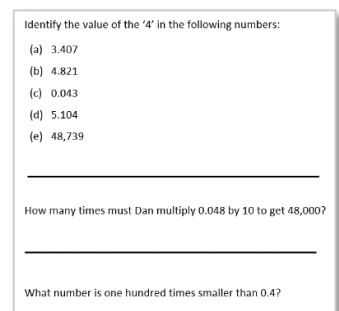 Identify the value of the ‘4’ in the following numbers:
(a) 3.407
(b) 4.821
(c) 0.043
(d) 5.104
(e) 48,739
How many times must Dan multiply 0.048 by 10 to get 48,000?
What number is one hundred times smaller than 0.4?